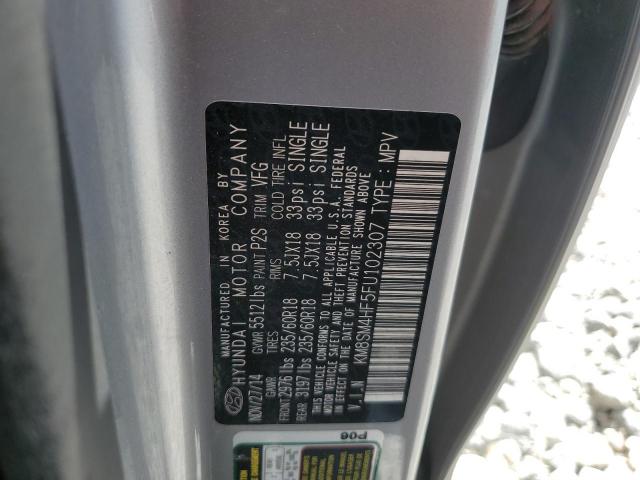 MANUFACTURED IN KOREA BY
HYUNDAI MOTOR COMPANY
NOV/27/14 GVWR 5512 lbs PAINT P2S TRIM VFG
GAWR TIRES RIMS COLD TIRE INFL
FRONT 2976 lbs 235/60R18 7.5JX18 33psi SINGLE
REAR 3197 lbs 235/60R18 7.5JX18 33psi SINGLE
THIS VEHICLE CONFORMS TO ALL APPLICABLE U.S.A. FEDERAL
MOTOR VEHICLE SAFETY STANDARDS
IN EFFECT ON THE DATE OF MANUFACTURE SHOWN ABOVE
V.I.N KM8SM4HF5FU102307 TYPE : MPV
P06